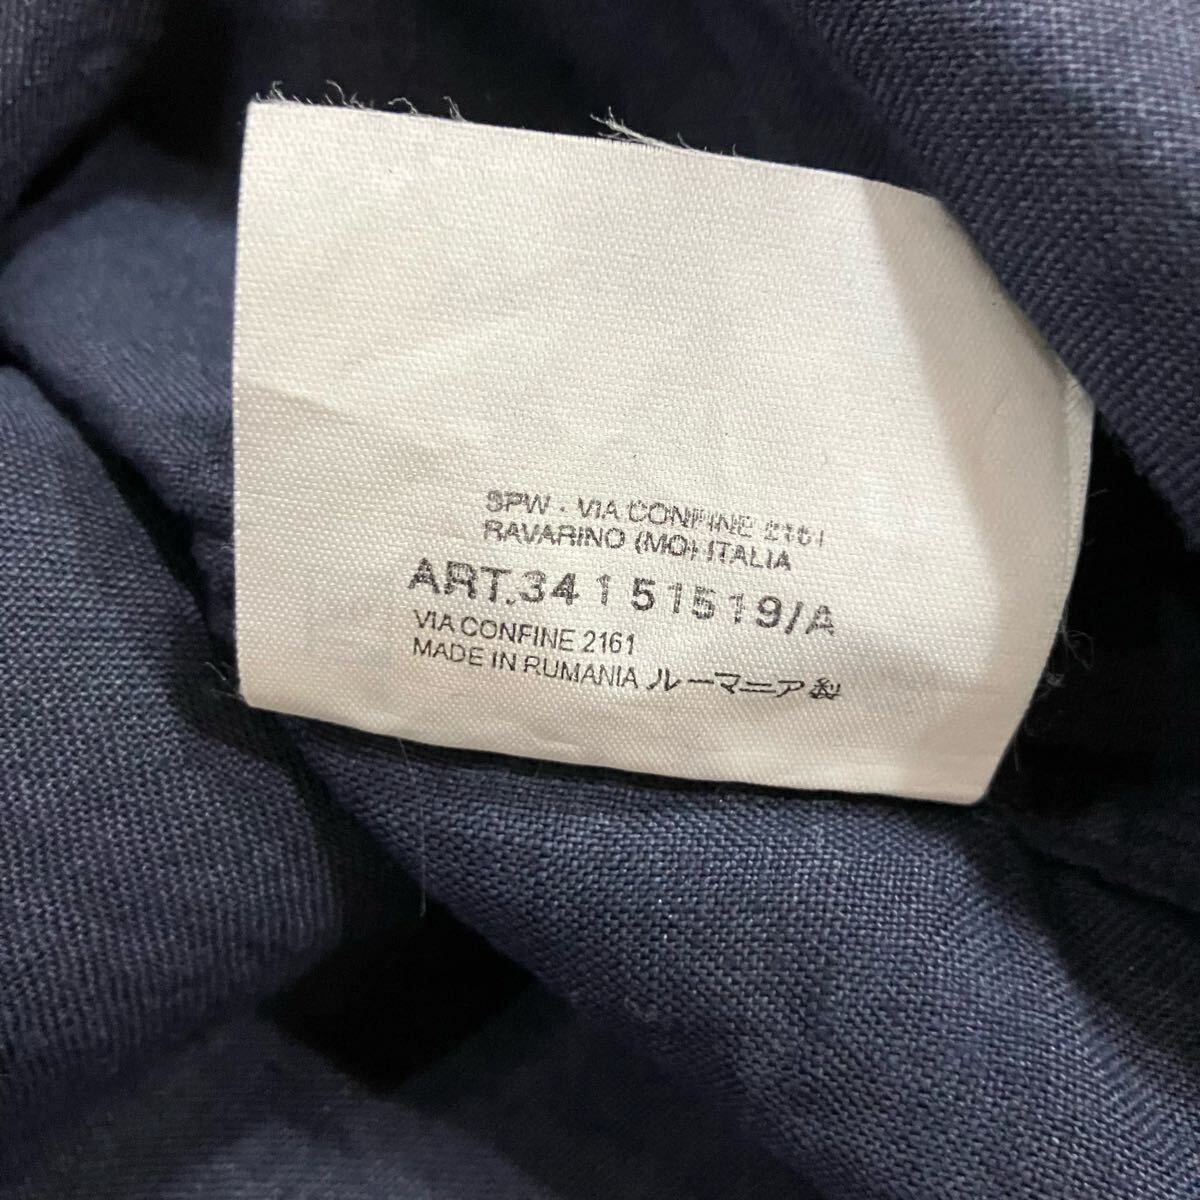 SPW - VIA CONFINE 2161
RAVARINO (MO) ITALIA
ART.34 1 51519/A
VIA CONFINE 2161
MADE IN RUMANIA ルーマニア製